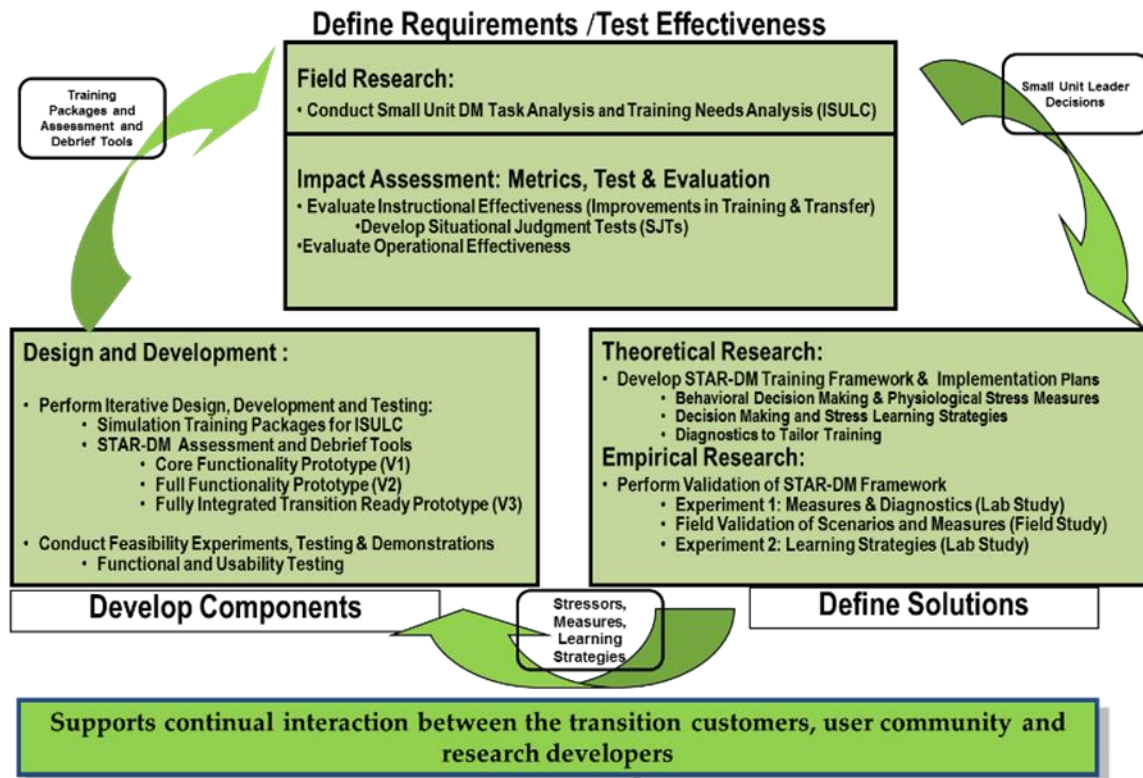 Define Requirements /Test Effectiveness
Training
Packages and
Assessment and
Debrief Tools
Field Research:
• Conduct Small Unit DM Task Analysis and Training Needs Analysis (ISULC)
Impact Assessment: Metrics, Test & Evaluation
• Evaluate Instructional Effectiveness (Improvements in Training & Transfer)
•Develop Situational Judgment Tests (SJTs)
•Evaluate Operational Effectiveness
Small Unit Leader
Decisions
Design and Development :
• Perform Iterative Design, Development and Testing:
• Simulation Training Packages for ISULC
• STAR-DM Assessment and Debrief Tools
• Core Functionality Prototype (V1)
• Full Functionality Prototype (V2)
• Fully Integrated Transition Ready Prototype (V3)
• Conduct Feasibility Experiments, Testing & Demonstrations
• Functional and Usability Testing
Develop Components
Theoretical Research:
• Develop STAR-DM Training Framework & Implementation Plans
• Behavioral Decision Making & Physiological Stress Measures
• Decision Making and Stress Learning Strategies
• Diagnostics to Tailor Training
Empirical Research:
• Perform Validation of STAR-DM Framework
• Experiment 1: Measures & Diagnostics (Lab Study)
• Field Validation of Scenarios and Measures (Field Study)
• Experiment 2: Learning Strategies (Lab Study)
Define Solutions
Stressors,
Measures,
Learning
Strategies
Supports continual interaction between the transition customers, user community and
research developers